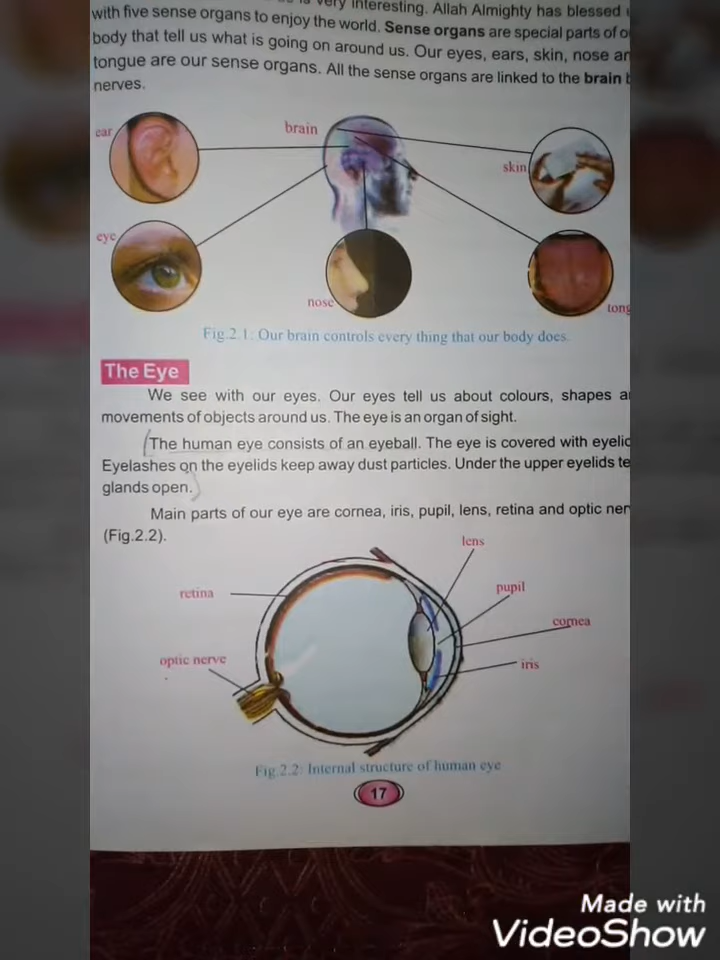 very interesting. Allah Almighty has blessed
with five sense organs to enjoy the world. Sense organs are special parts of o
body that tell us what is going on around us. Our eyes, ears, skin, nose an
tongue are our sense organs. All the sense organs are linked to the brain b
nerves.
ear
brain
skin
eye
nose
tong
Fig.2.1: Our brain controls every thing that our body does.
The Eye
We see with our eyes. Our eyes tell us about colours, shapes a
movements of objects around us. The eye is an organ of sight.
The human eye consists of an eyeball. The eye is covered with eyelid
Eyelashes on the eyelids keep away dust particles. Under the upper eyelids te
glands open.
Main parts of our eye are cornea, iris, pupil, lens, retina and optic ner
(Fig.2.2).
lens
retina
pupil
cornea
optic nerve
iris
Fig.2.2: Internal structure of human eye
17
Made with
VideoShow